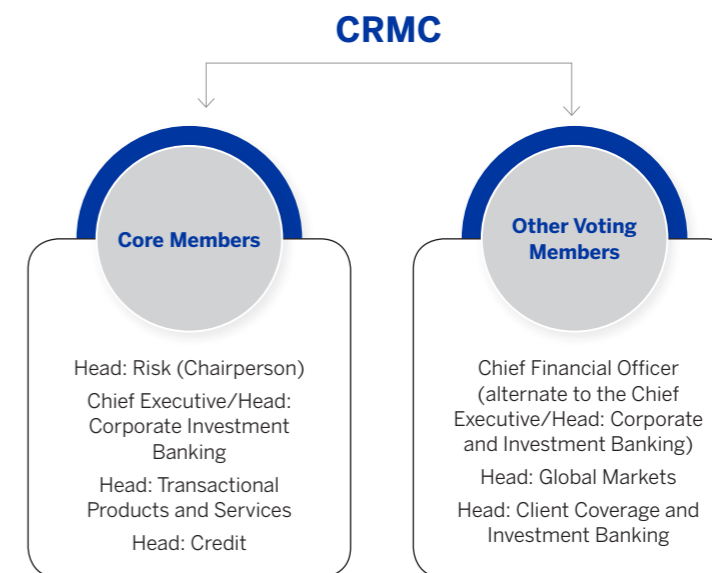 CRMC
Core Members
Head: Risk (Chairperson)
Chief Executive/Head:
Corporate Investment
Banking
Head: Transactional
Products and Services
Head: Credit
Other Voting
Members
Chief Financial Officer
(alternate to the Chief
Executive/Head: Corporate
and Investment Banking)
Head: Global Markets
Head: Client Coverage and
Investment Banking